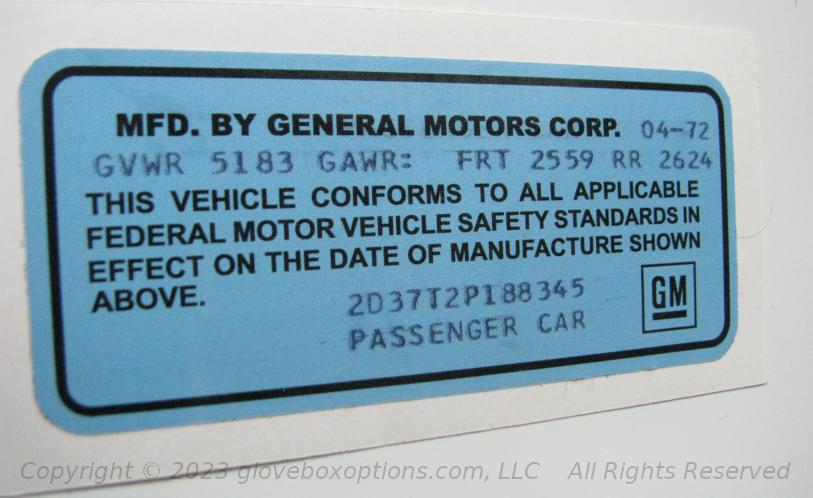 MFD. BY GENERAL MOTORS CORP. 04-72
GVWR 5183 GAWR: FRT 2559 RR 2624
THIS VEHICLE CONFORMS TO ALL APPLICABLE
FEDERAL MOTOR VEHICLE SAFETY STANDARDS IN
EFFECT ON THE DATE OF MANUFACTURE SHOWN
ABOVE.
2D37T2P188345
PASSENGER CAR
GM
Copyright © 2023 gloveboxoptions.com, LLC All Rights Reserved